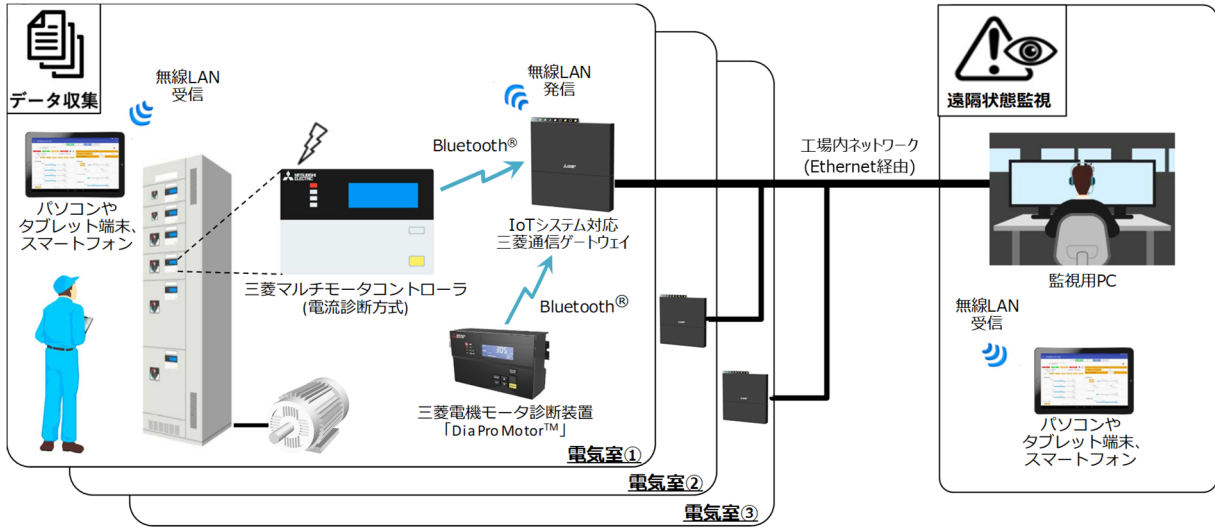 データ収集
無線LAN
受信
パソコンや
タブレット端末、
スマートフォン
MITSUBISHI
ELECTRIC
三菱マルチモータコントローラ
(電流診断方式)
Bluetooth®
無線LAN
発信
IoTシステム対応
三菱通信ゲートウェイ
Bluetooth®
305
三菱電機モータ診断装置
「DiaPro Motor™」
電気室①
電気室②
電気室③
工場内ネットワーク
(Ethernet経由)
遠隔状態監視
監視用PC
無線LAN
受信
パソコンや
タブレット端末、
スマートフォン